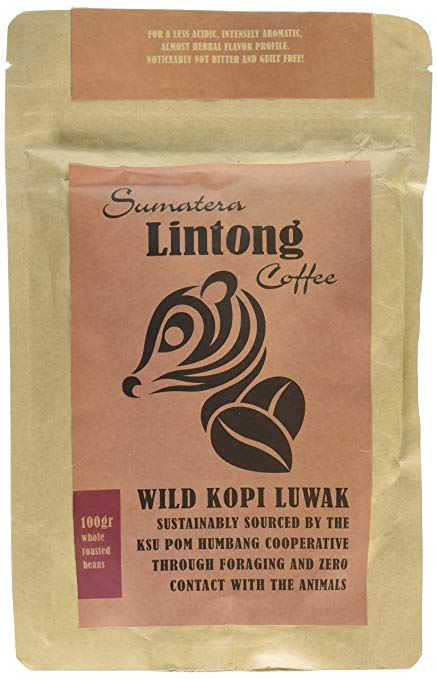 FOR A LESS ACIDIC, INTENSELY AROMATIC,
ALMOST HERBAL FLAVOR PROFILE.
NOTICEABLY NOT BITTER AND GUILT FREE!
Sumatera
Lintong
Coffee
WILD KOPI LUWAK
SUSTAINABLY SOURCED BY THE
KSU POM HUMBANG COOPERATIVE
THROUGH FORAGING AND ZERO
CONTACT WITH THE ANIMALS
100gr
whole
roasted
beans